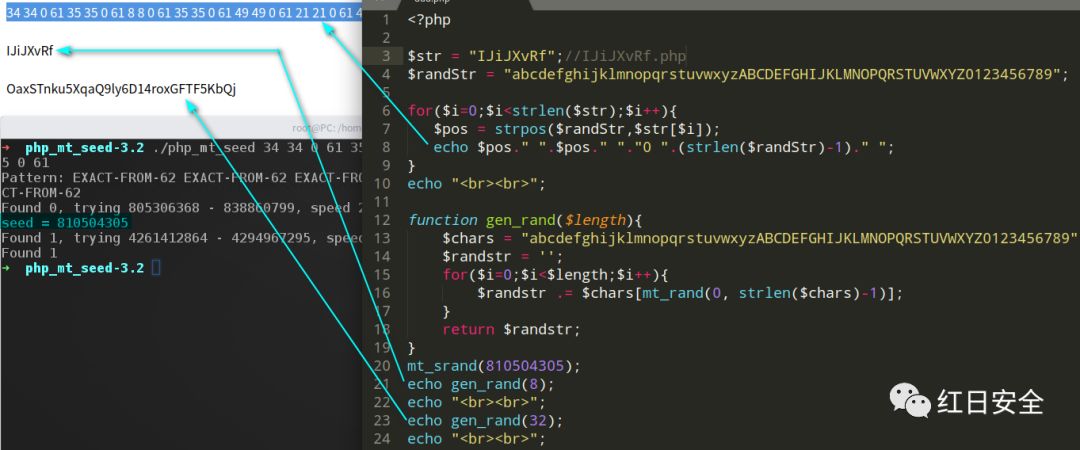 34 34 0 61 35 35 0 61 8 8 0 61 35 35 0 61 49 49 0 61 21 21 0 61 4
IJiJXvRf
OaxSTnku5XqaQ9ly6D14roxGFTF5KbQj
root@PC: /home
➜ php_mt_seed-3.2 ./php_mt_seed 34 34 0 61 35
5 0 61
Pattern: EXACT-FROM-62 EXACT-FROM-62 EXACT-FRO
CT-FROM-62
Found 0, trying 805306368 - 838860799, speed 2
seed = 810504305
Found 1, trying 4261412864 - 4294967295, speed
Found 1
➜ php_mt_seed-3.2
1 <?php
2
3 $str = "IJiJXvRf";//IJiJXvRf.php
4 $randStr = "abcdefghijklmnopqrstuvwxyzABCDEFGHIJKLMNOPQRSTUVWXYZ0123456789";
5
6 for($i=0;$i<strlen($str);$i++){
7 $pos = strpos($randStr,$str[$i]);
8 echo $pos." ".$pos." "."0 ".(strlen($randStr)-1)." ";
9 }
10 echo "<br><br>";
11
12 function gen_rand($length){
13 $chars = "abcdefghijklmnopqrstuvwxyzABCDEFGHIJKLMNOPQRSTUVWXYZ0123456789"
14 $randstr = '';
15 for($i=0;$i<$length;$i++){
16 $randstr .= $chars[mt_rand(0, strlen($chars)-1)];
17 }
18 return $randstr;
19 }
20 mt_srand(810504305);
21 echo gen_rand(8);
22 echo "<br><br>";
23 echo gen_rand(32);
24 echo "<br><br>";
红日安全